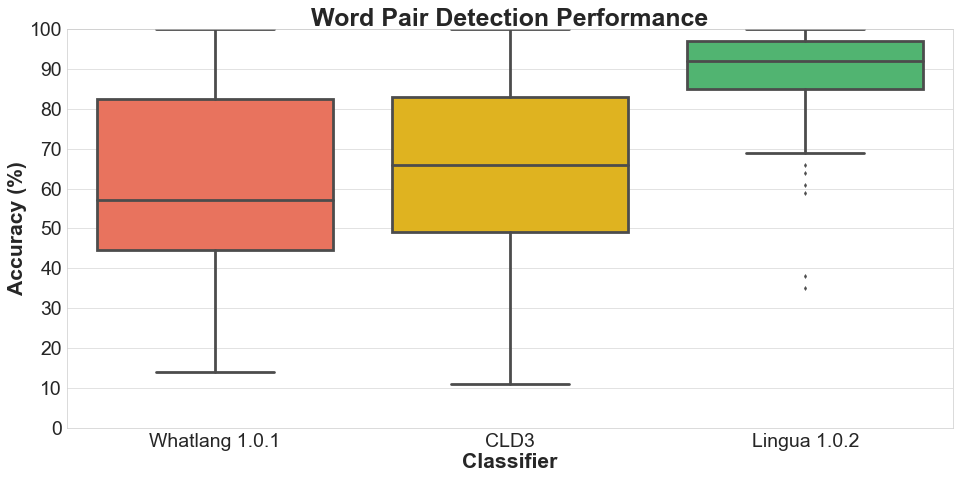 Word Pair Detection Performance
Accuracy (%)
100
90
80
70
60
50
40
30
20
10
0
Whatlang 1.0.1
CLD3
Lingua 1.0.2
Classifier